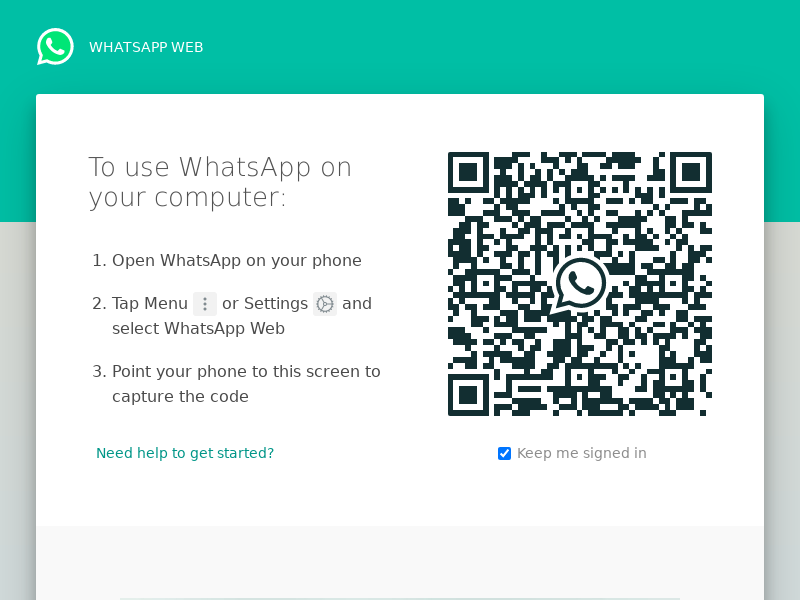 WHATSAPP WEB
To use WhatsApp on
your computer:
1. Open WhatsApp on your phone
2. Tap Menu or Settings and
select WhatsApp Web
3. Point your phone to this screen to
capture the code
Need help to get started?
Keep me signed in